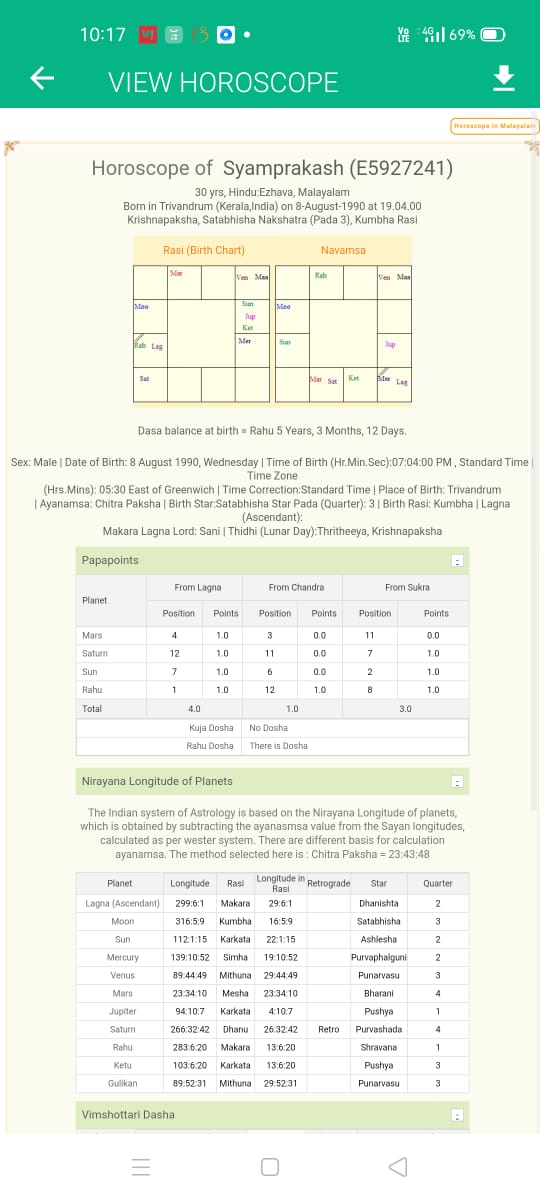 10:17
Vo LTE 4G 69%
VIEW HOROSCOPE
Horoscope in Malayalam
Horoscope of Syamprakash (E5927241)
30 yrs, Hindu:Ezhava, Malayalam
Born in Trivandrum (Kerala,India) on 8-August-1990 at 19.04.00
Krishnapaksha, Satabhisha Nakshatra (Pada 3), Kumbha Rasi
Rasi (Birth Chart) Navamsa
Mar Ven Maa Rah Ven Maa
Moo Sun Jup Ket Moo
Rah Lag Mer Sun Jup
Sat Mar Sat Ket Mer Lag
Dasa balance at birth = Rahu 5 Years, 3 Months, 12 Days.
Sex: Male | Date of Birth: 8 August 1990, Wednesday | Time of Birth (Hr.Min.Sec):07:04:00 PM , Standard Time |
Time Zone
(Hrs.Mins): 05:30 East of Greenwich | Time Correction:Standard Time | Place of Birth: Trivandrum
| Ayanamsa: Chitra Paksha | Birth Star:Satabhisha Star Pada (Quarter): 3 | Birth Rasi: Kumbha | Lagna
(Ascendant):
Makara Lagna Lord: Sani | Thidhi (Lunar Day):Thritheeya, Krishnapaksha
Papapoints
Planet From Lagna From Chandra From Sukra
Position Points Position Points Position Points
Mars 4 1.0 3 0.0 11 0.0
Saturn 12 1.0 11 0.0 7 1.0
Sun 7 1.0 6 0.0 2 1.0
Rahu 1 1.0 12 1.0 8 1.0
Total 4.0 1.0 3.0
Kuja Dosha No Dosha
Rahu Dosha There is Dosha
Nirayana Longitude of Planets
The Indian system of Astrology is based on the Nirayana Longitude of planets,
which is obtained by subtracting the ayanasmsa value from the Sayan longitudes,
calculated as per wester system. There are different basis for calculation
ayanamsa. The method selected here is : Chitra Paksha = 23:43:48
Planet Longitude Rasi Longitude in Rasi Retrograde Star Quarter
Lagna (Ascendant) 299:6:1 Makara 29:6:1 Dhanishta 2
Moon 316:5:9 Kumbha 16:5:9 Satabhisha 3
Sun 112:1:15 Karkata 22:1:15 Ashlesha 2
Mercury 139:10:52 Simha 19:10:52 Purvaphalguni 2
Venus 89:44:49 Mithuna 29:44:49 Punarvasu 3
Mars 23:34:10 Mesha 23:34:10 Bharani 4
Jupiter 94:10:7 Karkata 4:10:7 Pushya 1
Saturn 266:32:42 Dhanu 26:32:42 Retro Purvashada 4
Rahu 283:6:20 Makara 13:6:20 Shravana 1
Ketu 103:6:20 Karkata 13:6:20 Pushya 3
Gulikan 89:52:31 Mithuna 29:52:31 Punarvasu 3
Vimshottari Dasha